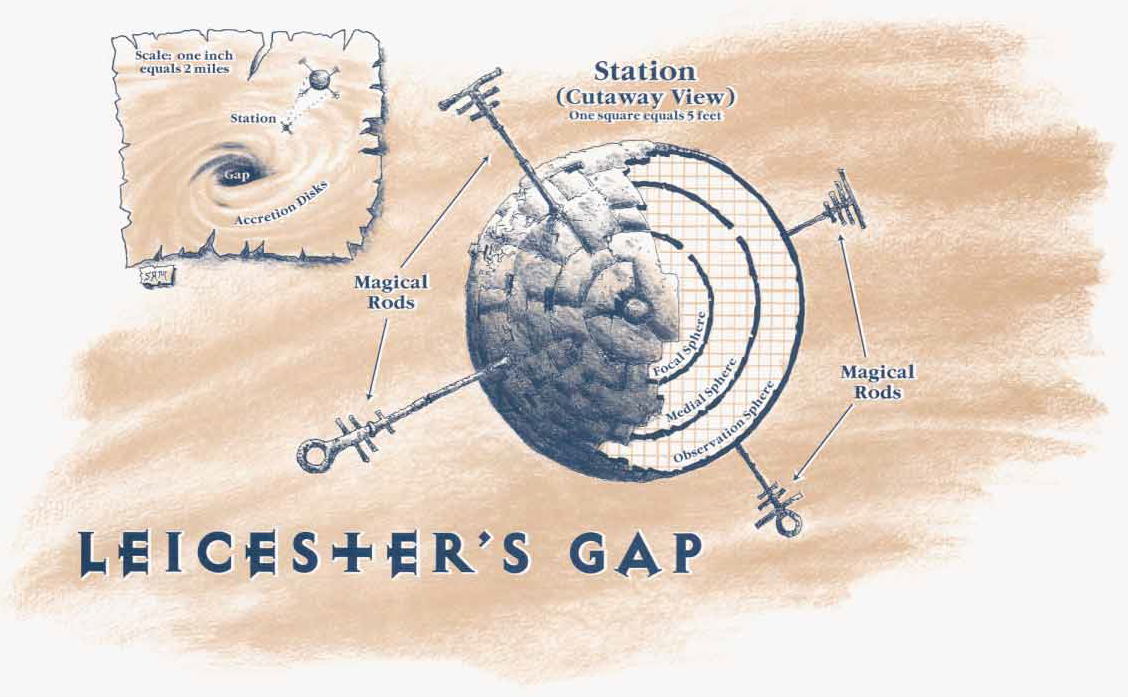 Scale: one inch
equals 2 miles
Station
Gap
Accretion Disks
Station
(Cutaway View)
One square equals 5 feet
Magical
Rods
Focal Sphere
Medial Sphere
Observation Sphere
Magical
Rods
LEICESTER'S GAP